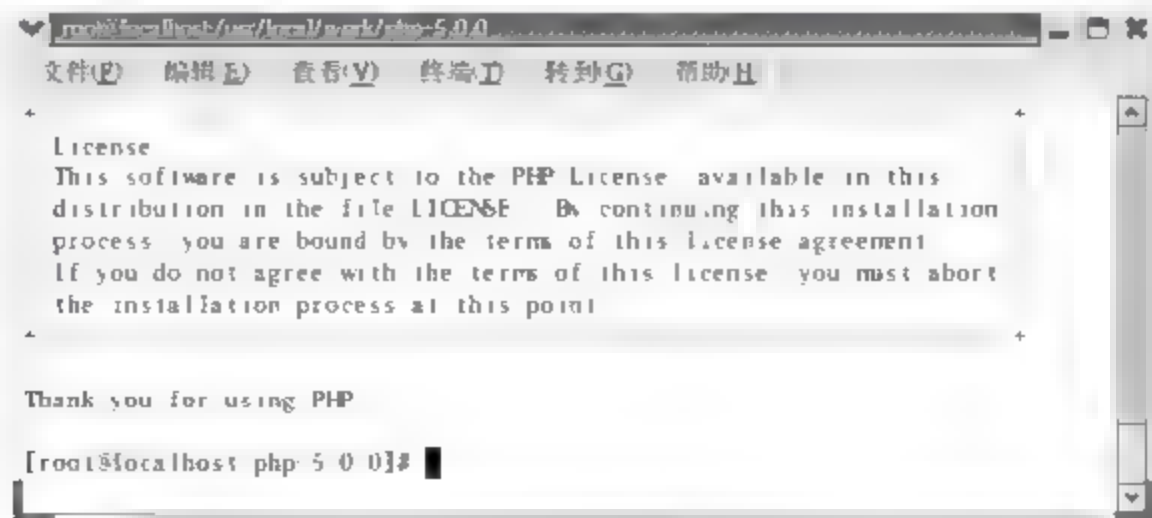 root@localhost:/usr/local/work/php-5.0.0
文件(F) 编辑(E) 查看(V) 终端(T) 转到(G) 帮助(H)
License
This software is subject to the PHP License, available in this
distribution in the file LICENSE. By continuing this installation
process, you are bound by the terms of this license agreement.
If you do not agree with the terms of this license, you must abort
the installation process at this point.
Thank you for using PHP.
[root@localhost php-5.0.0]#